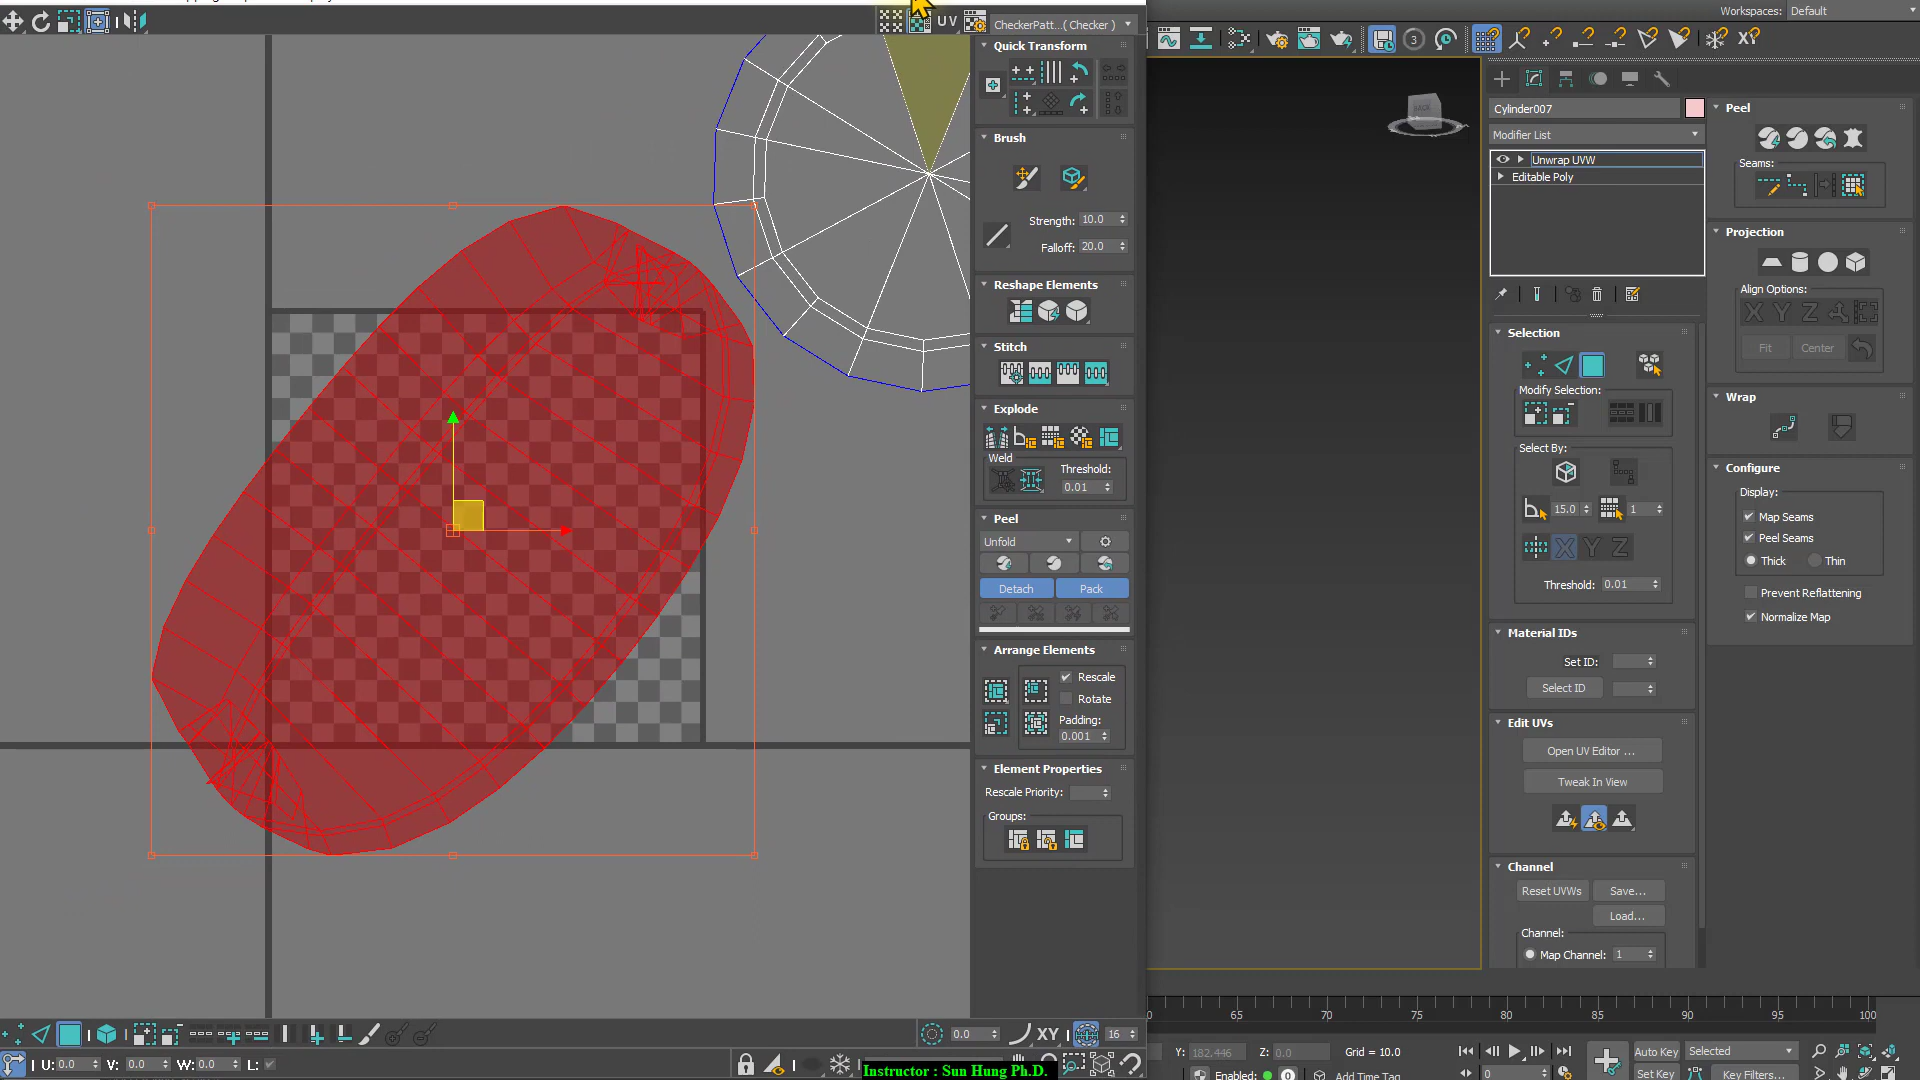 UV
CheckerPatt...( Checker )
Quick Transform
Brush
Strength: 10.0
Falloff: 20.0
Reshape Elements
Stitch
Explode
Weld
Threshold:
0.01
Peel
Unfold
Detach
Pack
Arrange Elements
Rescale
Rotate
Padding:
0.001
Element Properties
Rescale Priority:
Groups:
0.0
XY
16
U: 0.0
V: 0.0
W: 0.0
L:
Instructor : Sun Hung Ph.D.
Workspaces: Default
3
XY
Cylinder007
Modifier List
Unwrap UVW
Editable Poly
Selection
Modify Selection:
Select By:
15.0
1
X Y Z
Threshold: 0.01
Material IDs
Set ID:
Select ID
Edit UVs
Open UV Editor ...
Tweak In View
Channel
Reset UVWs
Save...
Load...
Channel:
Map Channel: 1
Peel
Seams:
Projection
Align Options:
X Y Z
Fit
Center
Wrap
Configure
Display:
Map Seams
Peel Seams
Thick
Thin
Prevent Reflattening
Normalize Map
65 70 75 80 85 90 95 100
Y: 182.446
Z: 0.0
Grid = 10.0
Auto Key
Selected
Enabled:
0
Add Time Tag
0
Set Key
Key Filters...